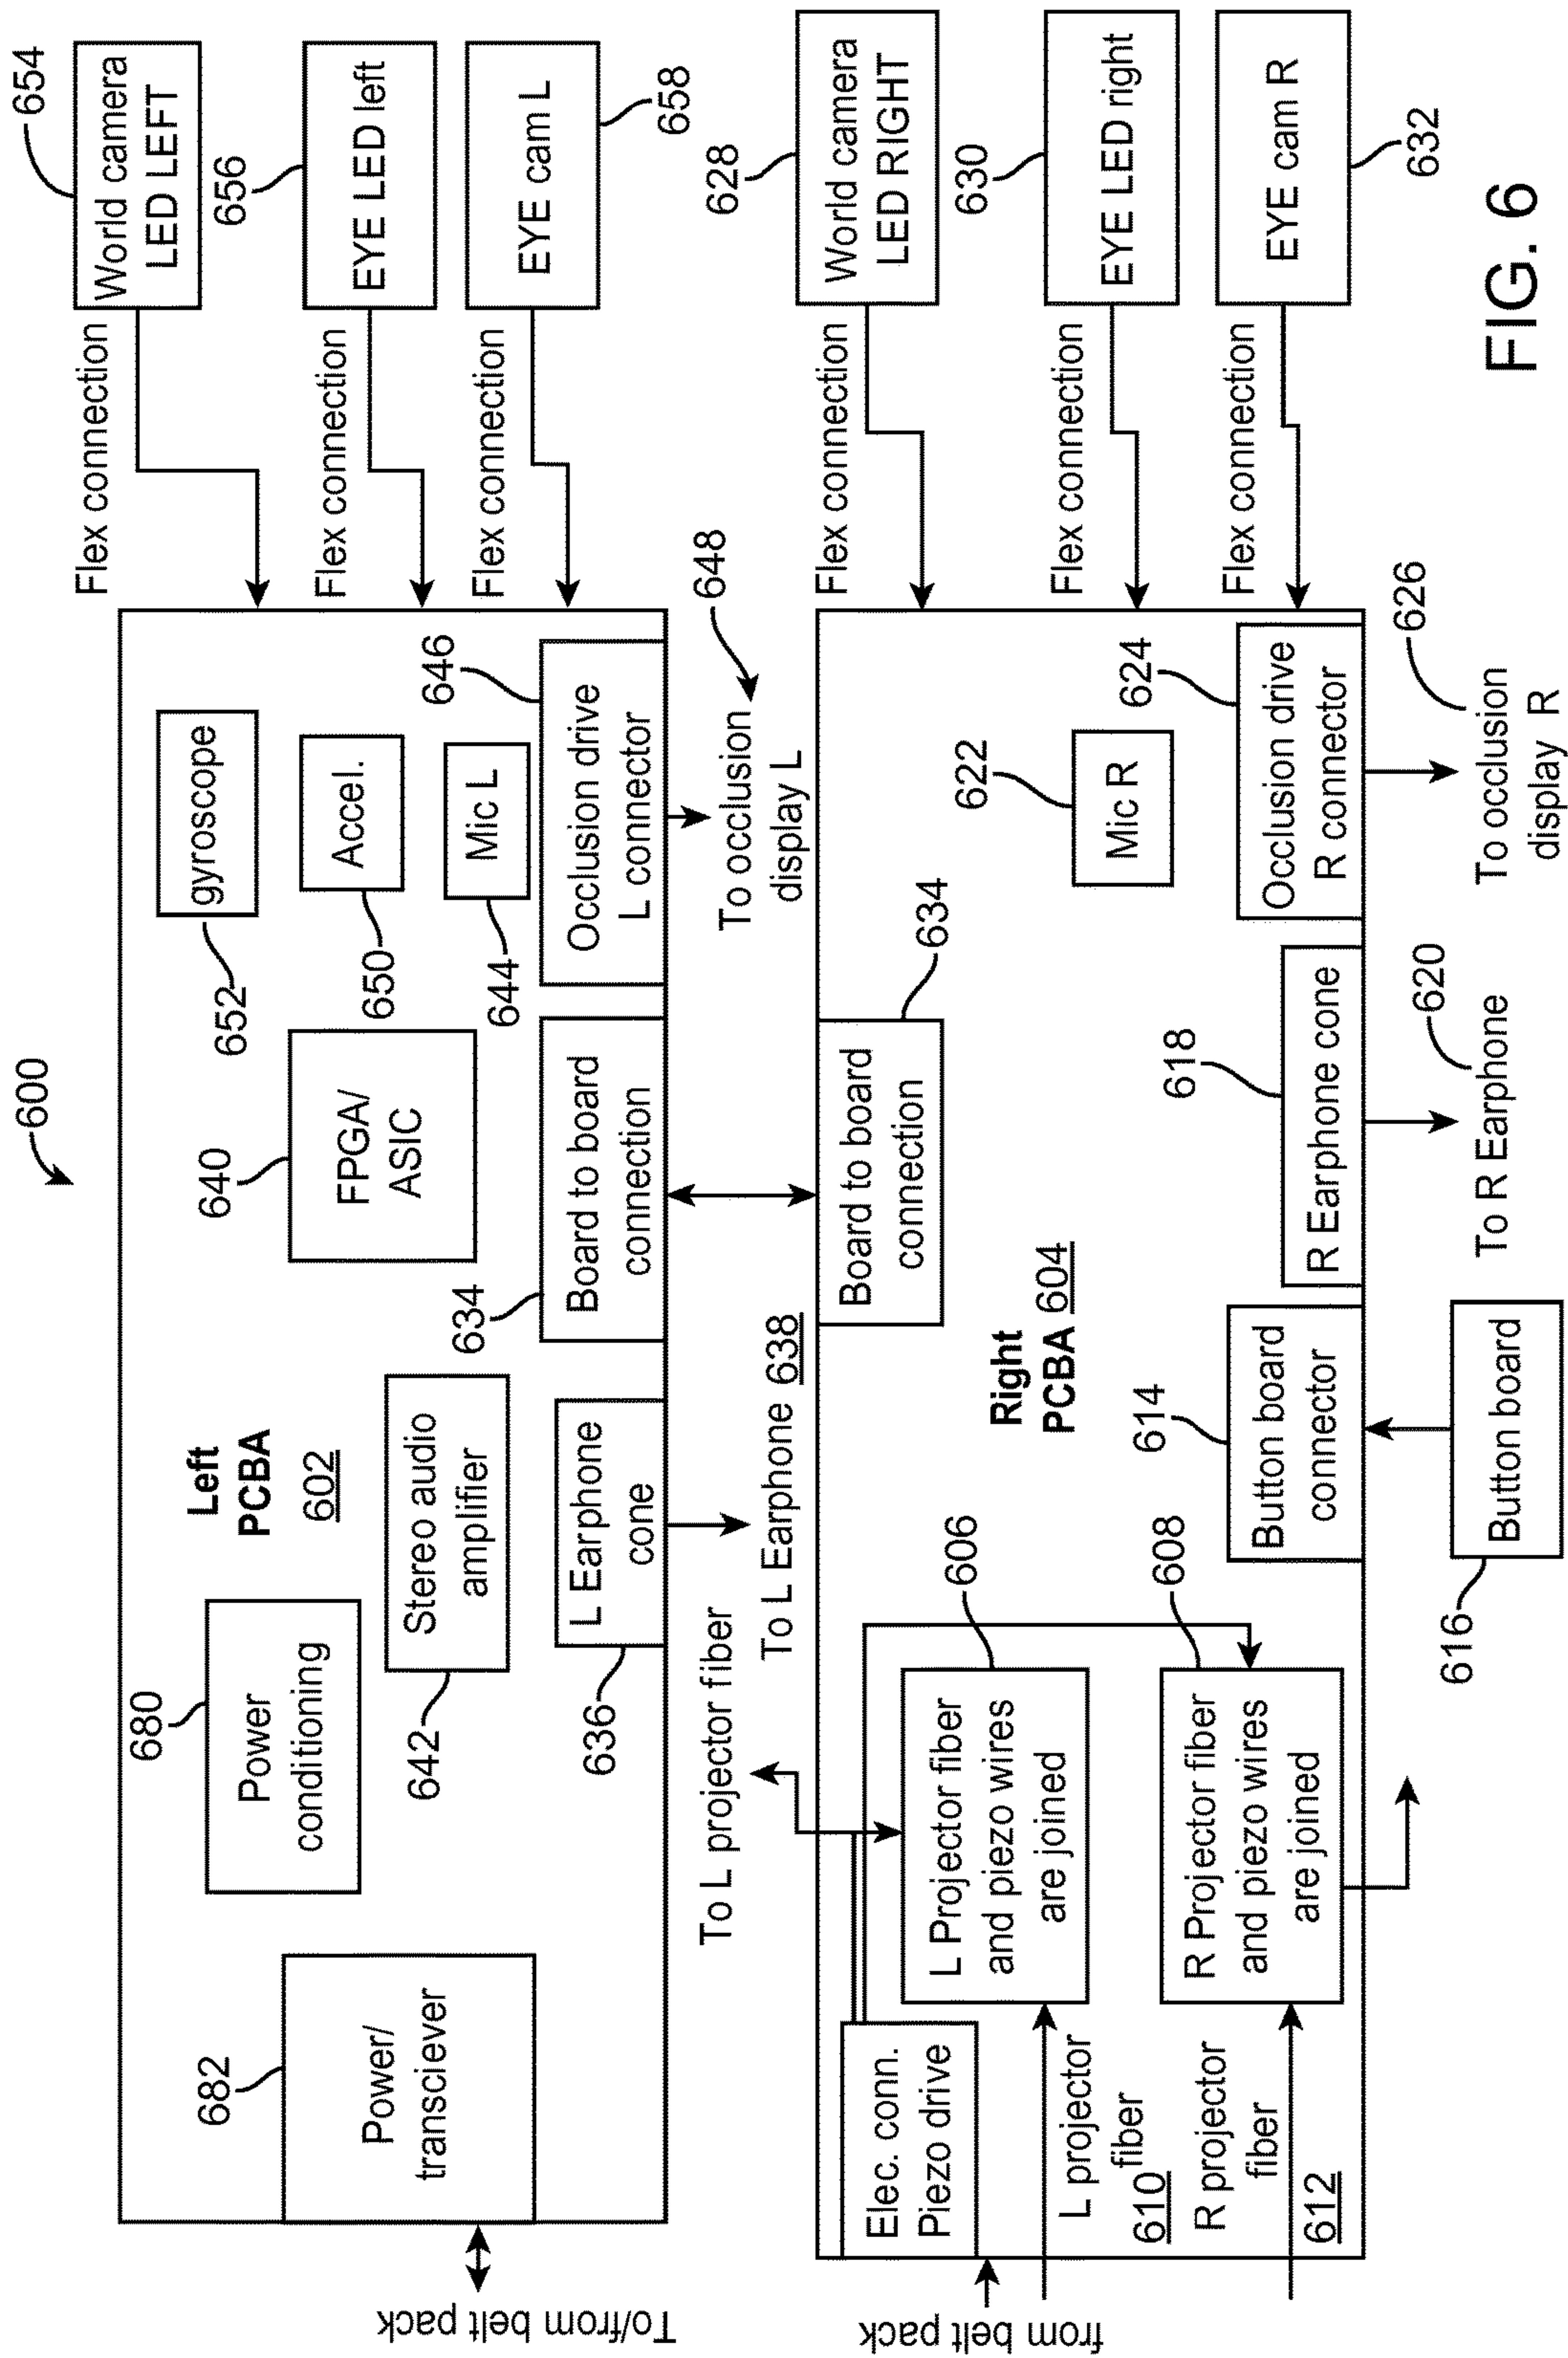 600
Left
PCBA
602
682
Power/
transciever
To/from belt pack
680
Power
conditioning
642
Stereo audio
amplifier
636
L Earphone
cone
To L Earphone 638
640
FPGA/
ASIC
634
Board to board
connection
652
gyroscope
650
Accel.
644
Mic L
646
Occlusion drive
L connector
648
To occlusion
display L
Flex connection
654
World camera
LED LEFT
Flex connection
656
EYE LED left
Flex connection
658
EYE cam L
Right
PCBA 604
To L projector fiber
from belt pack
Elec. conn.
Piezo drive
606
L Projector fiber
and piezo wires
are joined
L projector
fiber
610
608
R Projector fiber
and piezo wires
are joined
R projector
fiber
612
634
Board to board
connection
614
Button board
connector
616
Button board
618
R Earphone cone
620
To R Earphone
622
Mic R
624
Occlusion drive
R connector
626
To occlusion
display R
Flex connection
628
World camera
LED RIGHT
Flex connection
630
EYE LED right
Flex connection
632
EYE cam R
FIG. 6